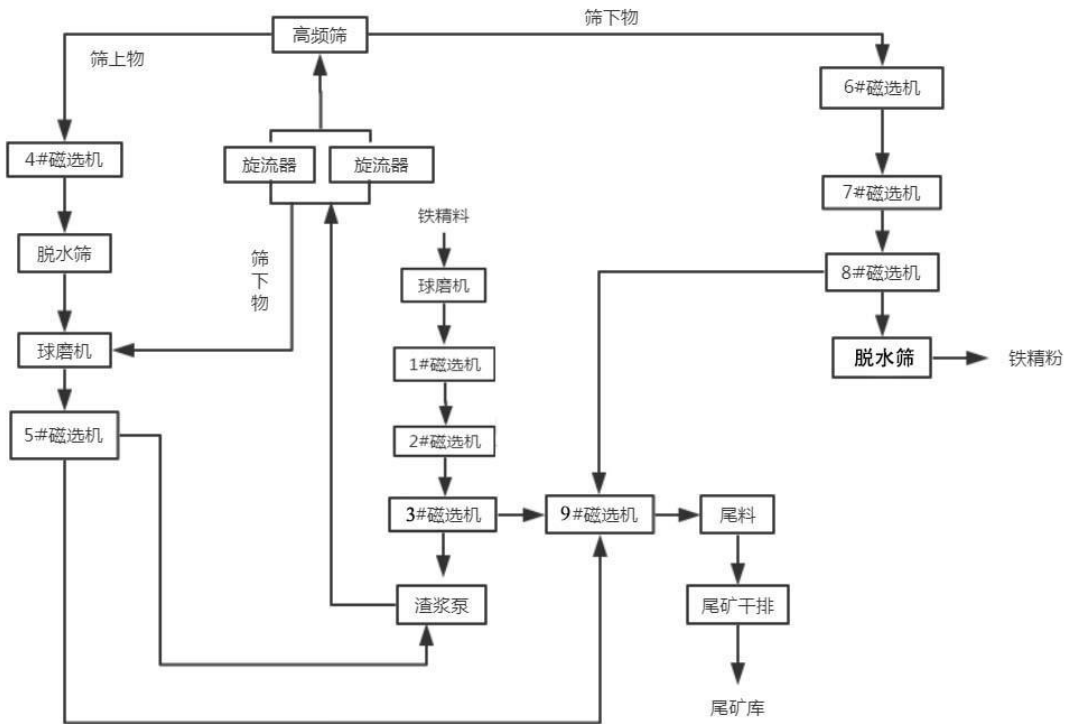 筛下物
高频筛
筛上物
6#磁选机
4#磁选机
旋流器
旋流器
7#磁选机
铁精料
脱水筛
筛下物
8#磁选机
球磨机
球磨机
1#磁选机
脱水筛
铁精粉
5#磁选机
2#磁选机
3#磁选机
9#磁选机
尾料
渣浆泵
尾矿干排
尾矿库